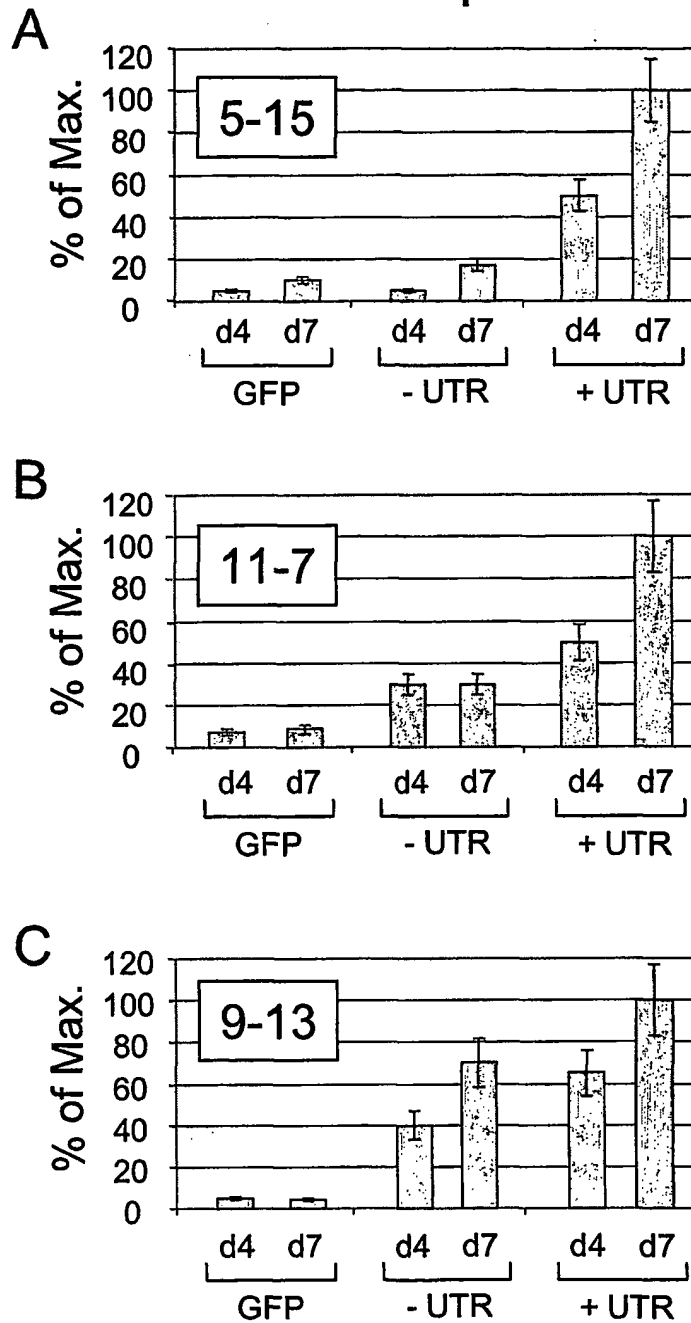 A
% of Max.
120
100
80
60
40
20
0
5-15
d4 d7 d4 d7 d4 d7
GFP - UTR + UTR
B
% of Max.
120
100
80
60
40
20
0
11-7
d4 d7 d4 d7 d4 d7
GFP - UTR + UTR
C
% of Max.
120
100
80
60
40
20
0
9-13
d4 d7 d4 d7 d4 d7
GFP - UTR + UTR